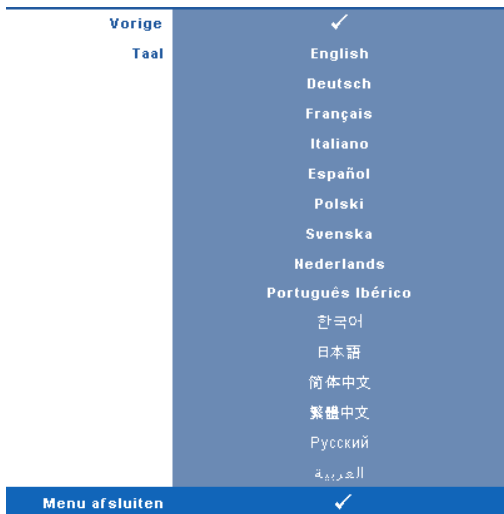 Vorige ✓
Taal English
Deutsch
Français
Italiano
Español
Polski
Svenska
Nederlands
Português Ibérico
한국어
日本語
简体中文
繁體中文
Русский
العربية
Menu afsluiten ✓